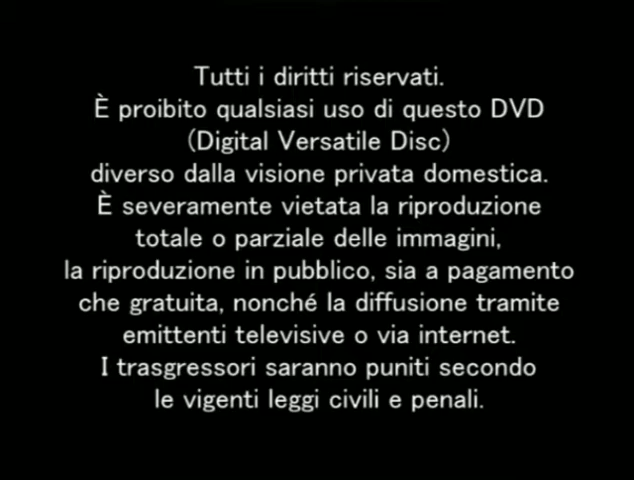 Tutti i diritti riservati.
È proibito qualsiasi uso di questo DVD
(Digital Versatile Disc)
diverso dalla visione privata domestica.
È severamente vietata la riproduzione
totale o parziale delle immagini,
la riproduzione in pubblico, sia a pagamento
che gratuita, nonché la diffusione tramite
emittenti televisive o via internet.
I trasgressori saranno puniti secondo
le vigenti leggi civili e penali.